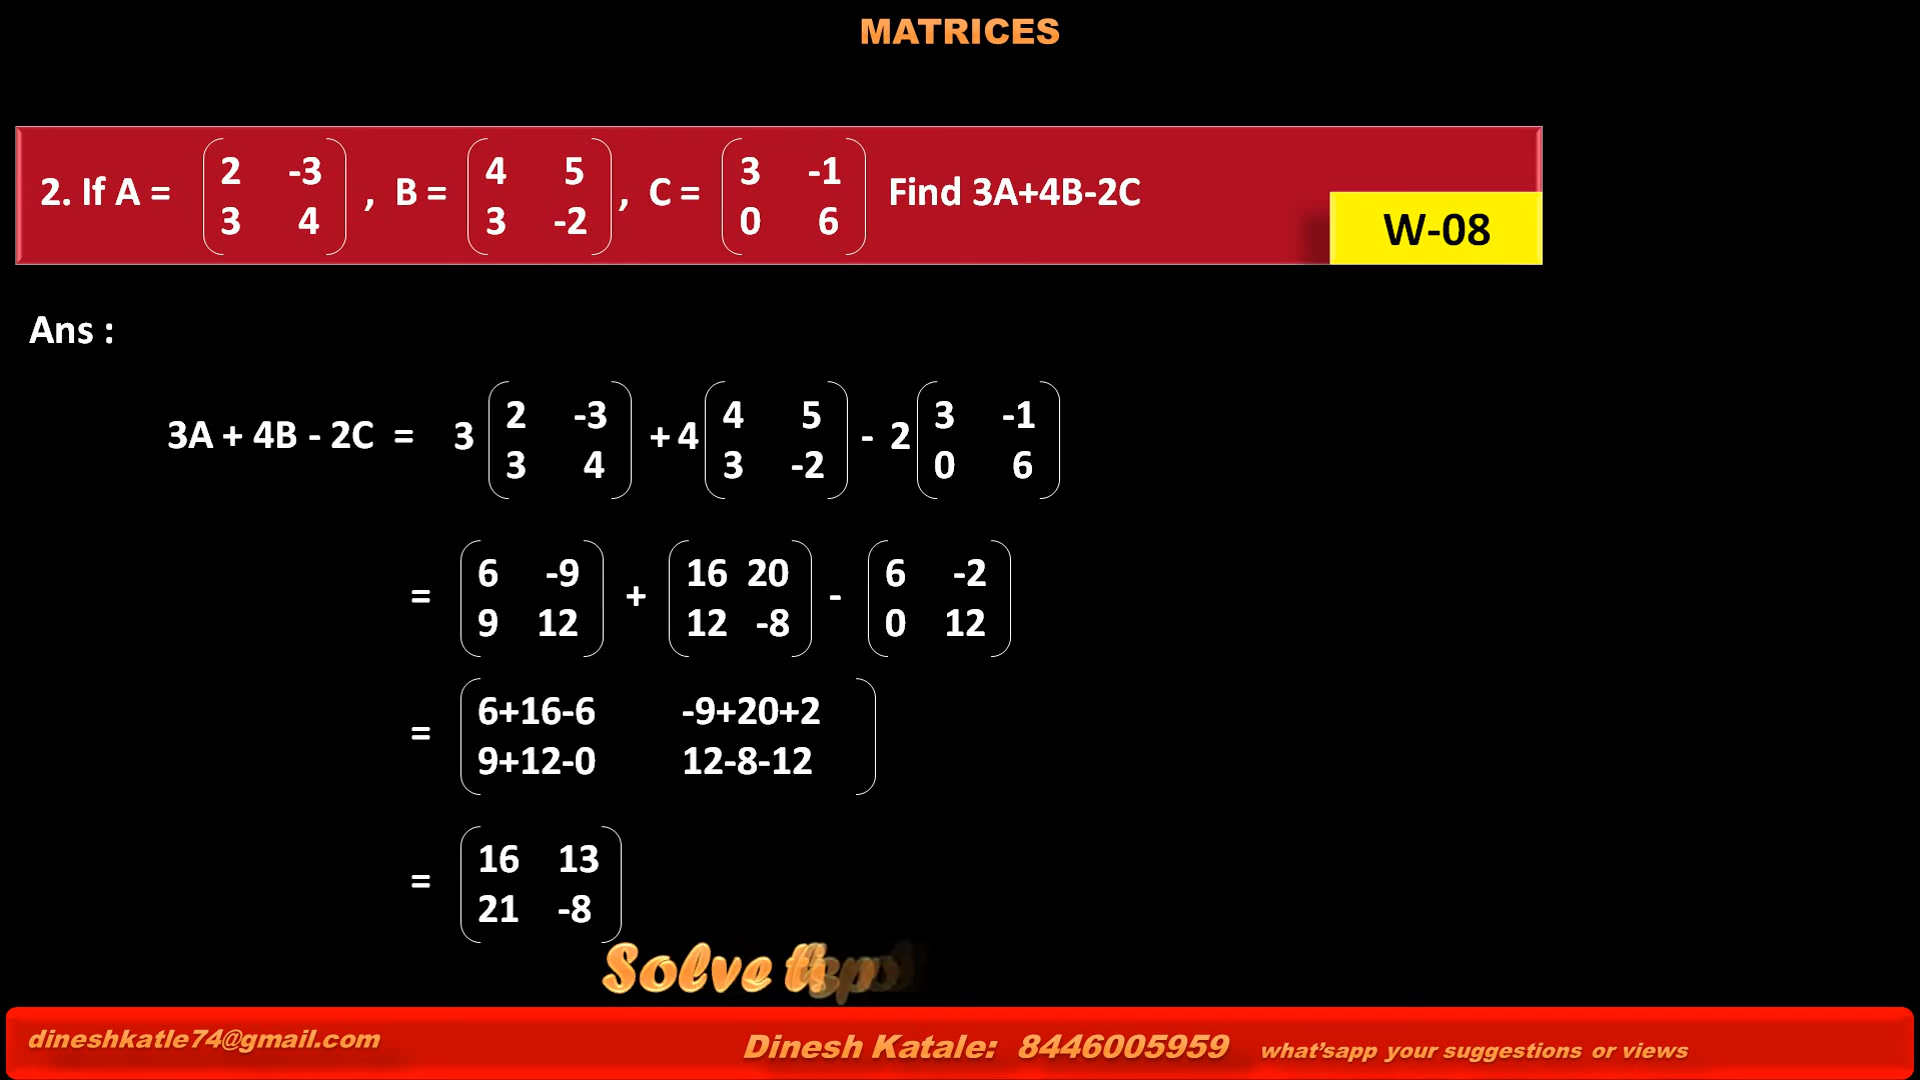 MATRICES
2. If A = 2 -3 , B = 4 5 , C = 3 -1 Find 3A+4B-2C
3 4 3 -2 0 6
W-08
Ans :
3A + 4B - 2C = 3 2 -3 + 4 4 5 - 2 3 -1
3 4 3 -2 0 6
= 6 -9 + 16 20 - 6 -2
9 12 12 -8 0 12
= 6+16-6 -9+20+2
9+12-0 12-8-12
= 16 13
21 -8
Solve
dineshkatle74@gmail.com
Dinesh Katale: 8446005959 what'sapp your suggestions or views